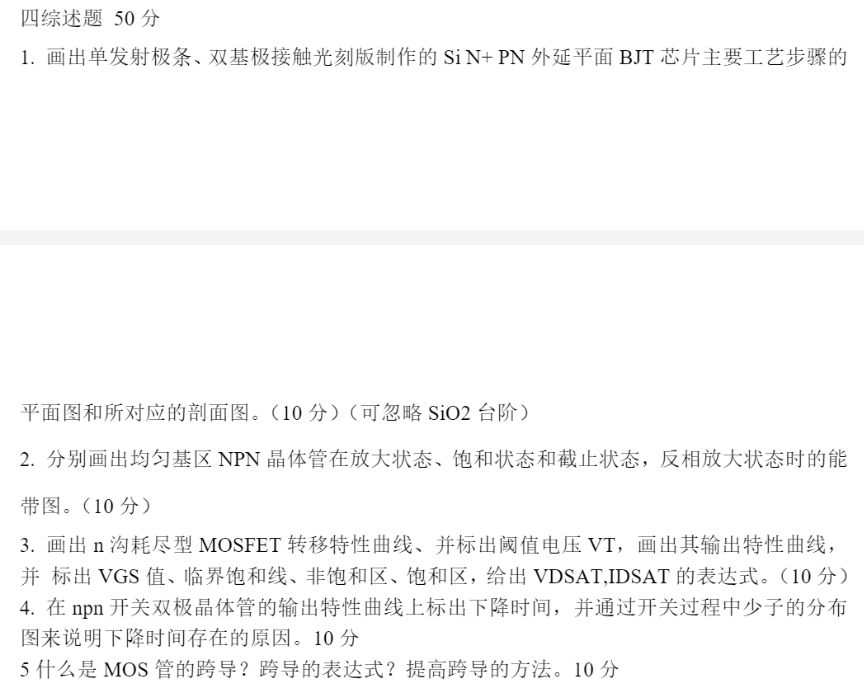 四综述题 50 分
1. 画出单发射极条、双基极接触光刻版制作的 Si N+ PN 外延平面 BJT 芯片主要工艺步骤的
平面图和所对应的剖面图。（10 分）（可忽略 SiO2 台阶）
2. 分别画出均匀基区 NPN 晶体管在放大状态、饱和状态和截止状态，反相放大状态时的能
带图。（10 分）
3. 画出 n 沟耗尽型 MOSFET 转移特性曲线、并标出阈值电压 VT，画出其输出特性曲线，
并 标出 VGS 值、临界饱和线、非饱和区、饱和区，给出 VDSAT,IDSAT 的表达式。（10 分）
4. 在 npn 开关双极晶体管的输出特性曲线上标出下降时间，并通过开关过程中少子的分布
图来说明下降时间存在的原因。10 分
5 什么是 MOS 管的跨导？跨导的表达式？提高跨导的方法。10 分